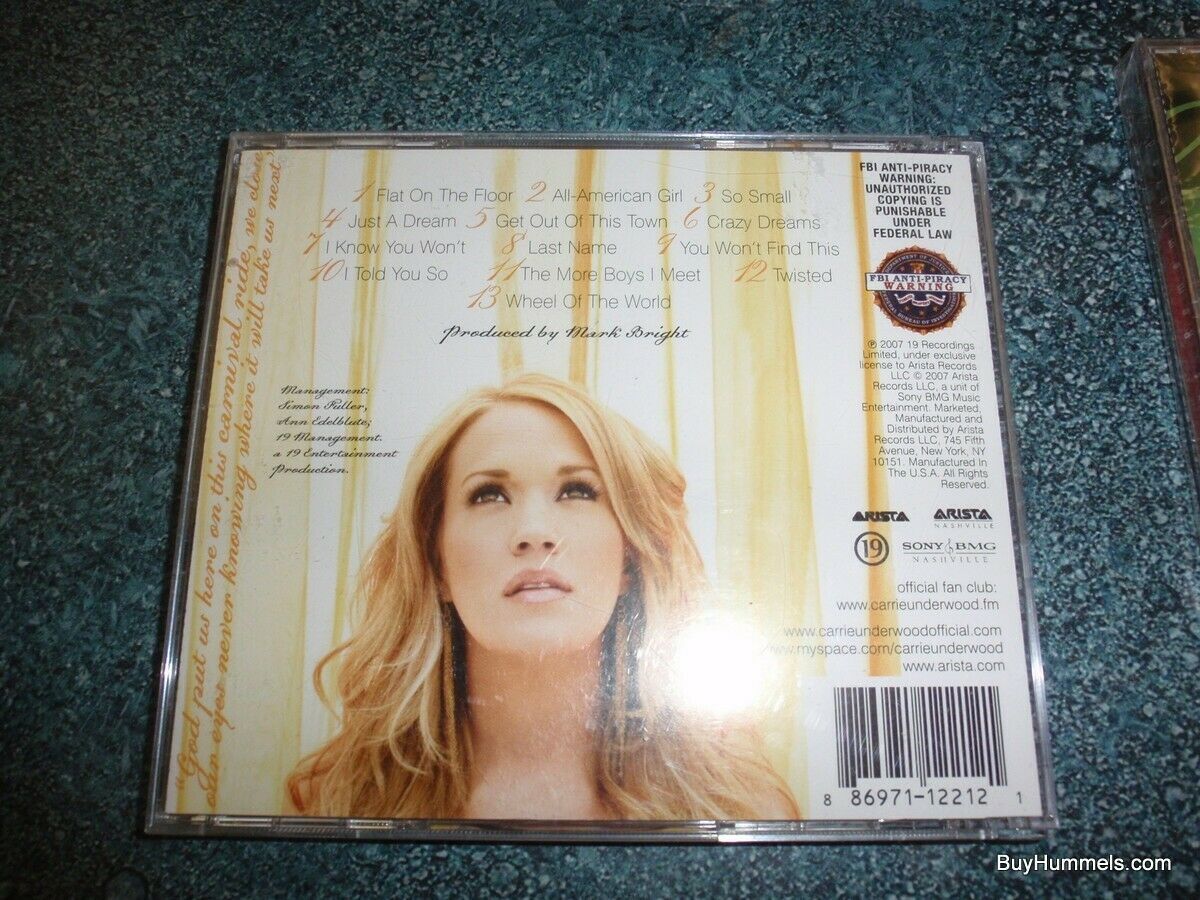 1 Flat On The Floor 2 All-American Girl 3 So Small
4 Just A Dream 5 Get Out Of This Town 6 Crazy Dreams
7 I Know You Won't 8 Last Name 9 You Won't Find This
10 I Told You So 11 The More Boys I Meet 12 Twisted
13 Wheel Of The World
Produced by Mark Bright
Management:
Simon Fuller,
Ann Edelblute;
19 Management.
a 19 Entertainment
Production.
"God put us here on this carnival ride, we close
our eyes never knowing where it will take us next"
FBI ANTI-PIRACY
WARNING:
UNAUTHORIZED
COPYING IS
PUNISHABLE
UNDER
FEDERAL LAW
DEPARTMENT OF JUSTICE
FBI ANTI-PIRACY
WARNING
FEDERAL BUREAU OF INVESTIGATION
℗ 2007 19 Recordings
Limited, under exclusive
license to Arista Records
LLC © 2007 Arista
Records LLC, a unit of
Sony BMG Music
Entertainment. Marketed,
Manufactured and
Distributed by Arista
Records LLC, 745 Fifth
Avenue, New York, NY
10151. Manufactured In
The U.S.A. All Rights
Reserved.
ARISTA ARISTA
NASHVILLE
19 SONY BMG
NASHVILLE
official fan club:
www.carrieunderwood.fm
www.carrieunderwoodofficial.com
www.myspace.com/carrieunderwood
www.arista.com
8 86971-12212 1
BuyHummels.com